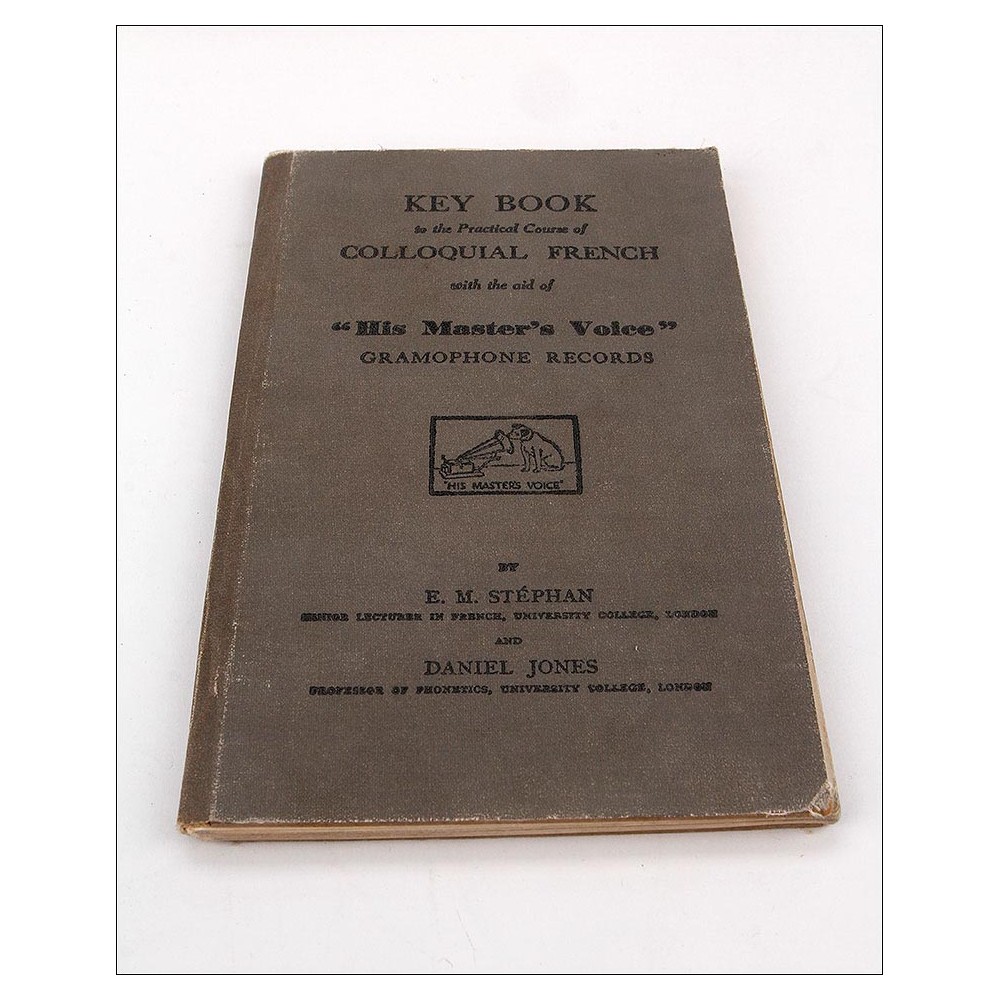 KEY BOOK
to the Practical Course of
COLLOQUIAL FRENCH
with the aid of
“His Master's Voice”
GRAMOPHONE RECORDS
"HIS MASTER'S VOICE"
BY
E. M. STÉPHAN
SENIOR LECTURER IN FRENCH, UNIVERSITY COLLEGE, LONDON
AND
DANIEL JONES
PROFESSOR OF PHONETICS, UNIVERSITY COLLEGE, LONDON